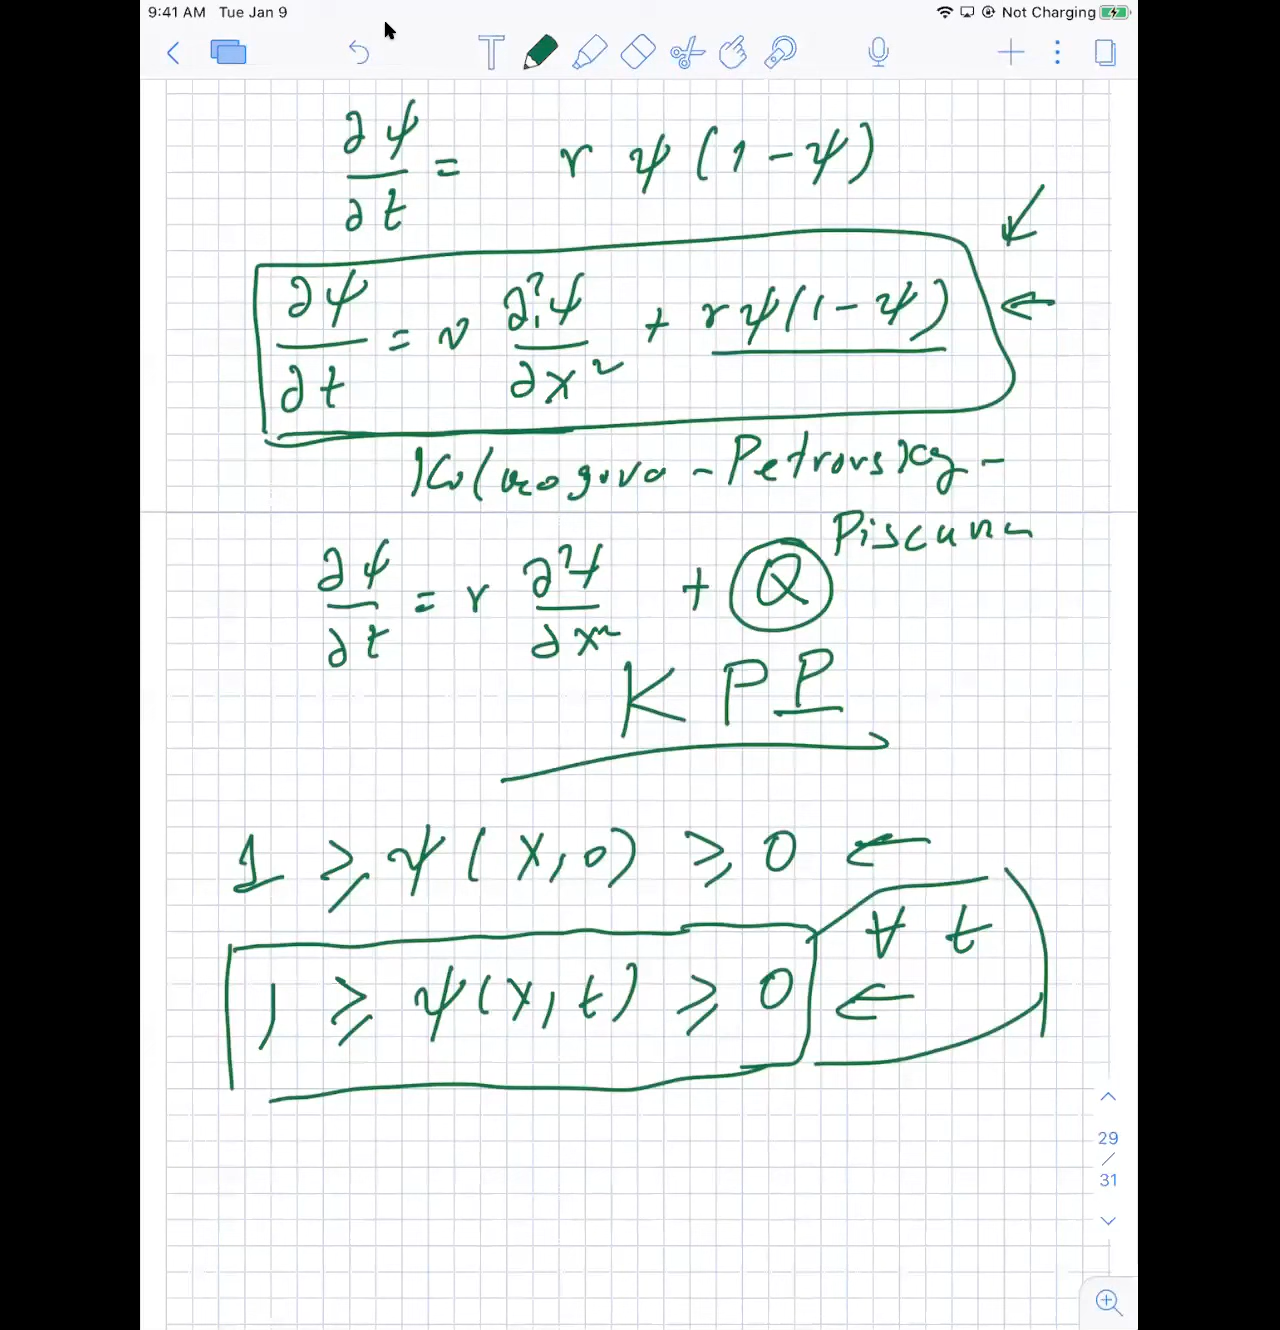 9:41 AM Tue Jan 9 Not Charging
∂ψ/∂t = r ψ (1 - ψ)
∂ψ/∂t = ν ∂²ψ/∂x² + rψ(1 - ψ)
Kolmogorov - Petrovsky -
Piscunov
∂ψ/∂t = r ∂²ψ/∂x² + Q
K P P
1 ≥ ψ(x, 0) ≥ 0 ←
∀ t
1 ≥ ψ(x, t) ≥ 0 ←
29
/
31